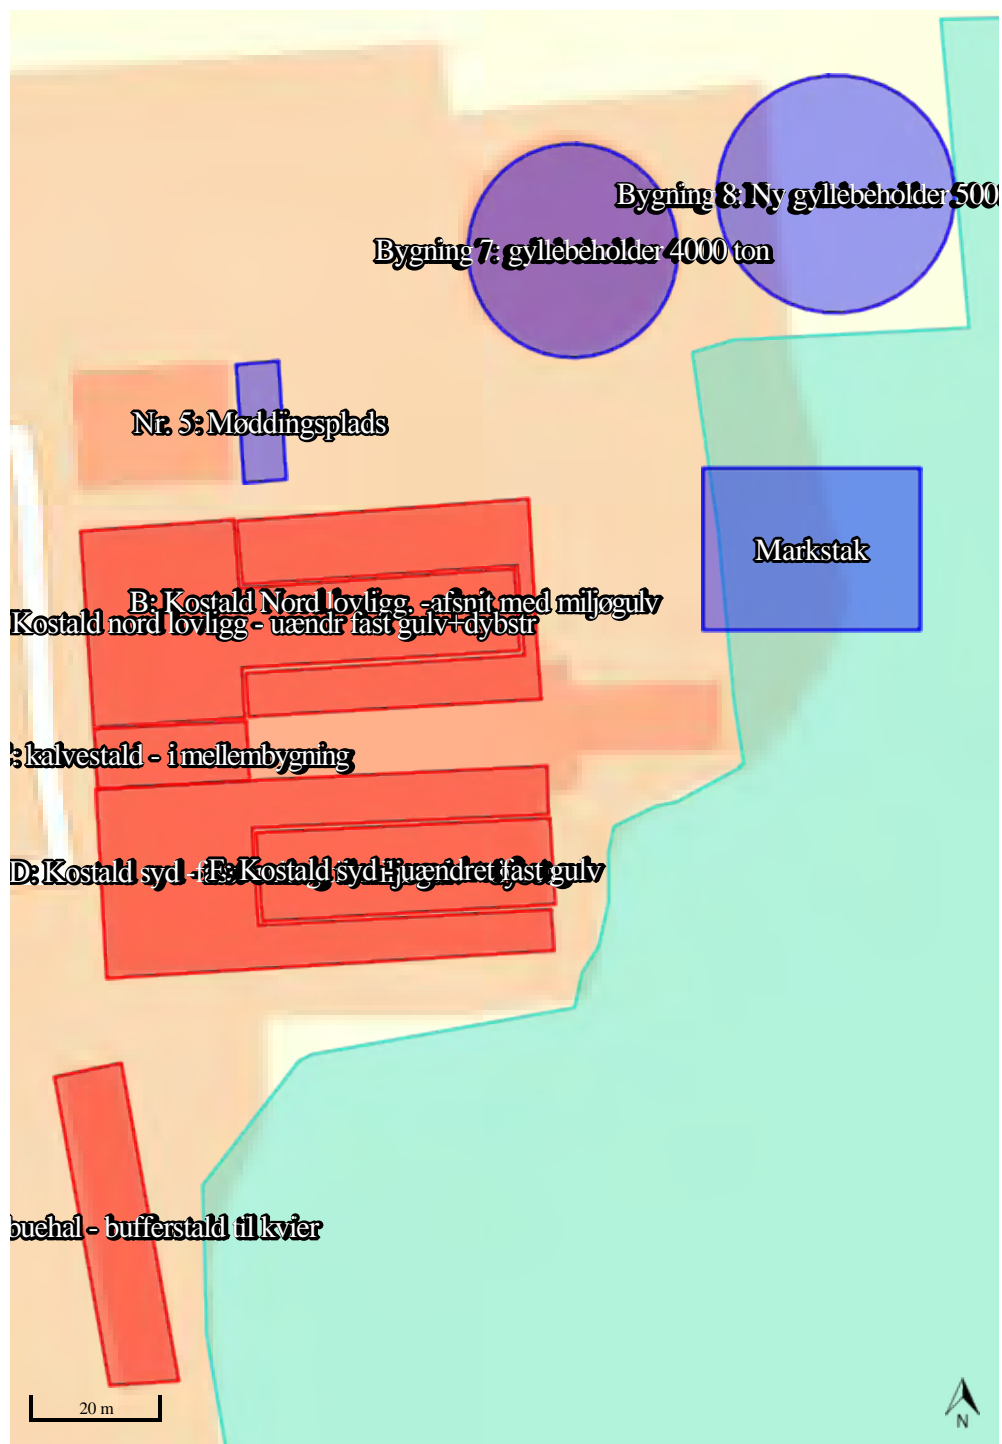 Bygning 8: Ny gyllebeholder 500
Bygning 7: gyllebeholder 4000 ton
Nr. 5: Møddingsplads
Markstak
B: Kostald Nord lovligg. -afsnit med miljøgulv
Kostald nord lovligg - uændr fast gulv+dybstr
: kalvestald - i mellembygning
D: Kostald syd -
E: Kostald syd - uændret fast gulv
buehal - bufferstald til kvier
20 m
N